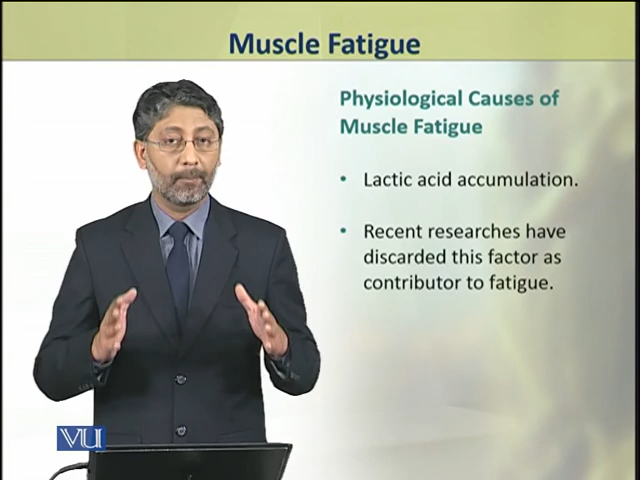 Muscle Fatigue
Physiological Causes of
Muscle Fatigue
• Lactic acid accumulation.
• Recent researches have
discarded this factor as
contributor to fatigue.
VU